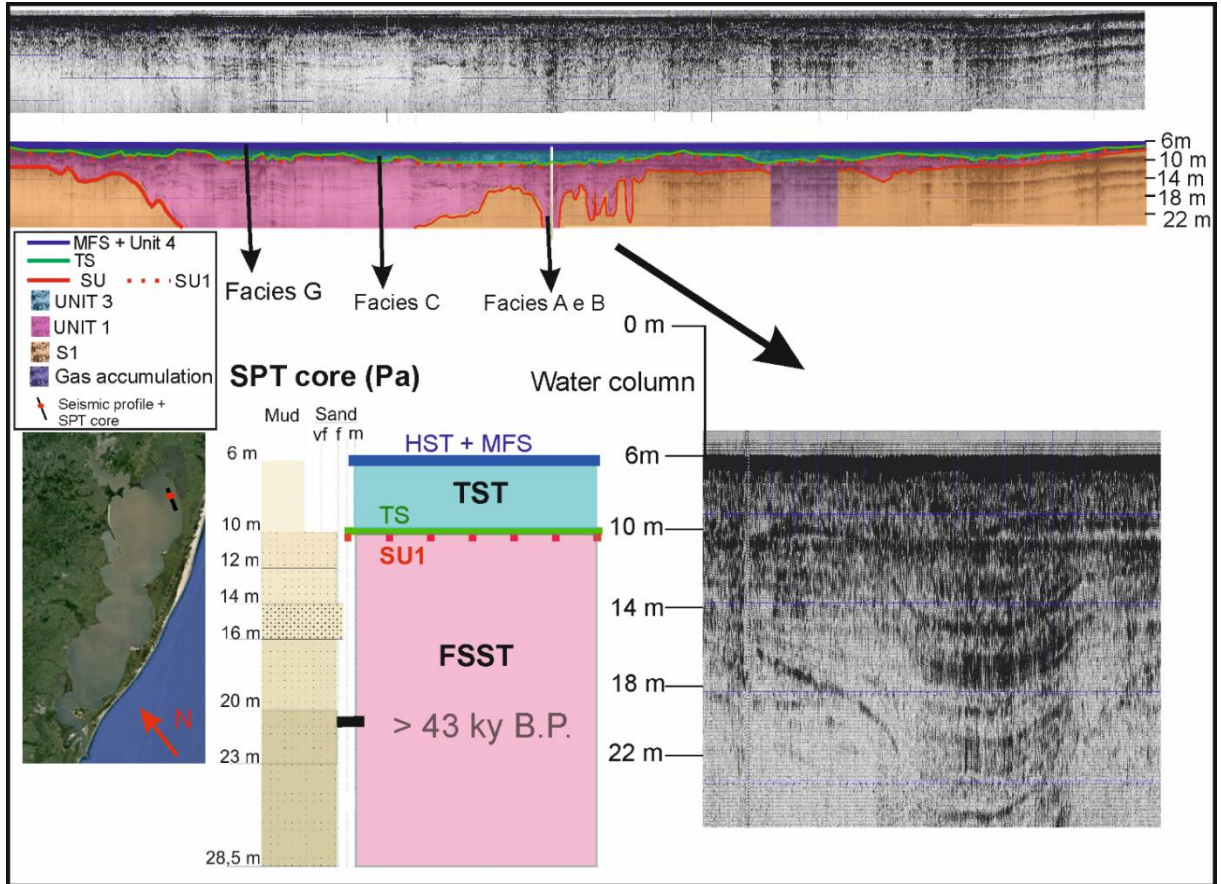 6m
10 m
14 m
18 m
22 m
MFS + Unit 4
TS
SU SU1
UNIT 3
UNIT 1
S1
Gas accumulation
Seismic profile +
SPT core
Facies G
Facies C
Facies A e B
0 m
Water column
SPT core (Pa)
Mud
Sand
vf f m
6 m
10 m
12 m
14 m
16 m
20 m
23 m
28,5 m
HST + MFS
TST
TS
SU1
FSST
> 43 ky B.P.
6m
10 m
14 m
18 m
22 m
N